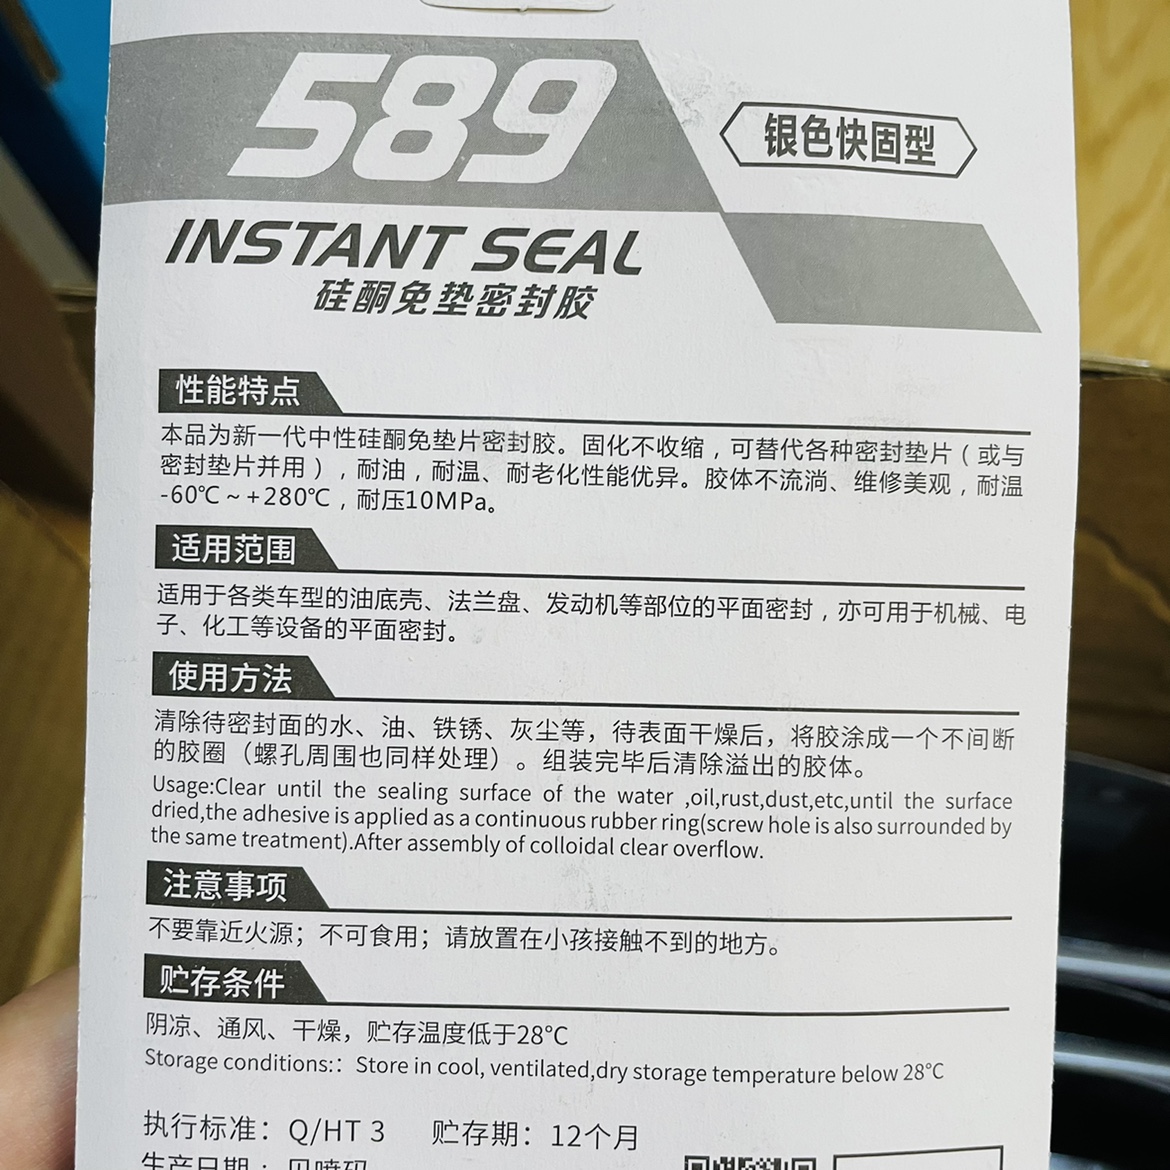 589
银色快固型
INSTANT SEAL
硅酮免垫密封胶
性能特点
本品为新一代中性硅酮免垫片密封胶。固化不收缩，可替代各种密封垫片（或与
密封垫片并用），耐油，耐温、耐老化性能优异。胶体不流淌、维修美观，耐温
-60℃～+280℃，耐压10MPa。
适用范围
适用于各类车型的油底壳、法兰盘、发动机等部位的平面密封，亦可用于机械、电
子、化工等设备的平面密封。
使用方法
清除待密封面的水、油、铁锈、灰尘等，待表面干燥后，将胶涂成一个不间断
的胶圈（螺孔周围也同样处理）。组装完毕后清除溢出的胶体。
Usage:Clear until the sealing surface of the water ,oil,rust,dust,etc,until the surface
dried,the adhesive is applied as a continuous rubber ring(screw hole is also surrounded by
the same treatment).After assembly of colloidal clear overflow.
注意事项
不要靠近火源；不可食用；请放置在小孩接触不到的地方。
贮存条件
阴凉、通风、干燥，贮存温度低于28℃
Storage conditions:：Store in cool, ventilated,dry storage temperature below 28℃
执行标准：Q/HT 3 贮存期：12个月
生产日期：见喷码